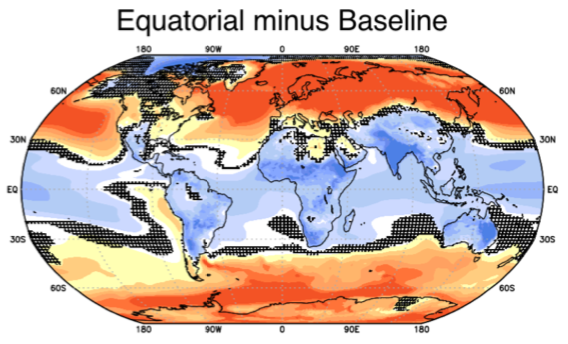 Equatorial minus Baseline
180 90W 0 90E 180
60N 60N
30N 30N
EQ EQ
30S 30S
60S 60S
180 90W 0 90E 180